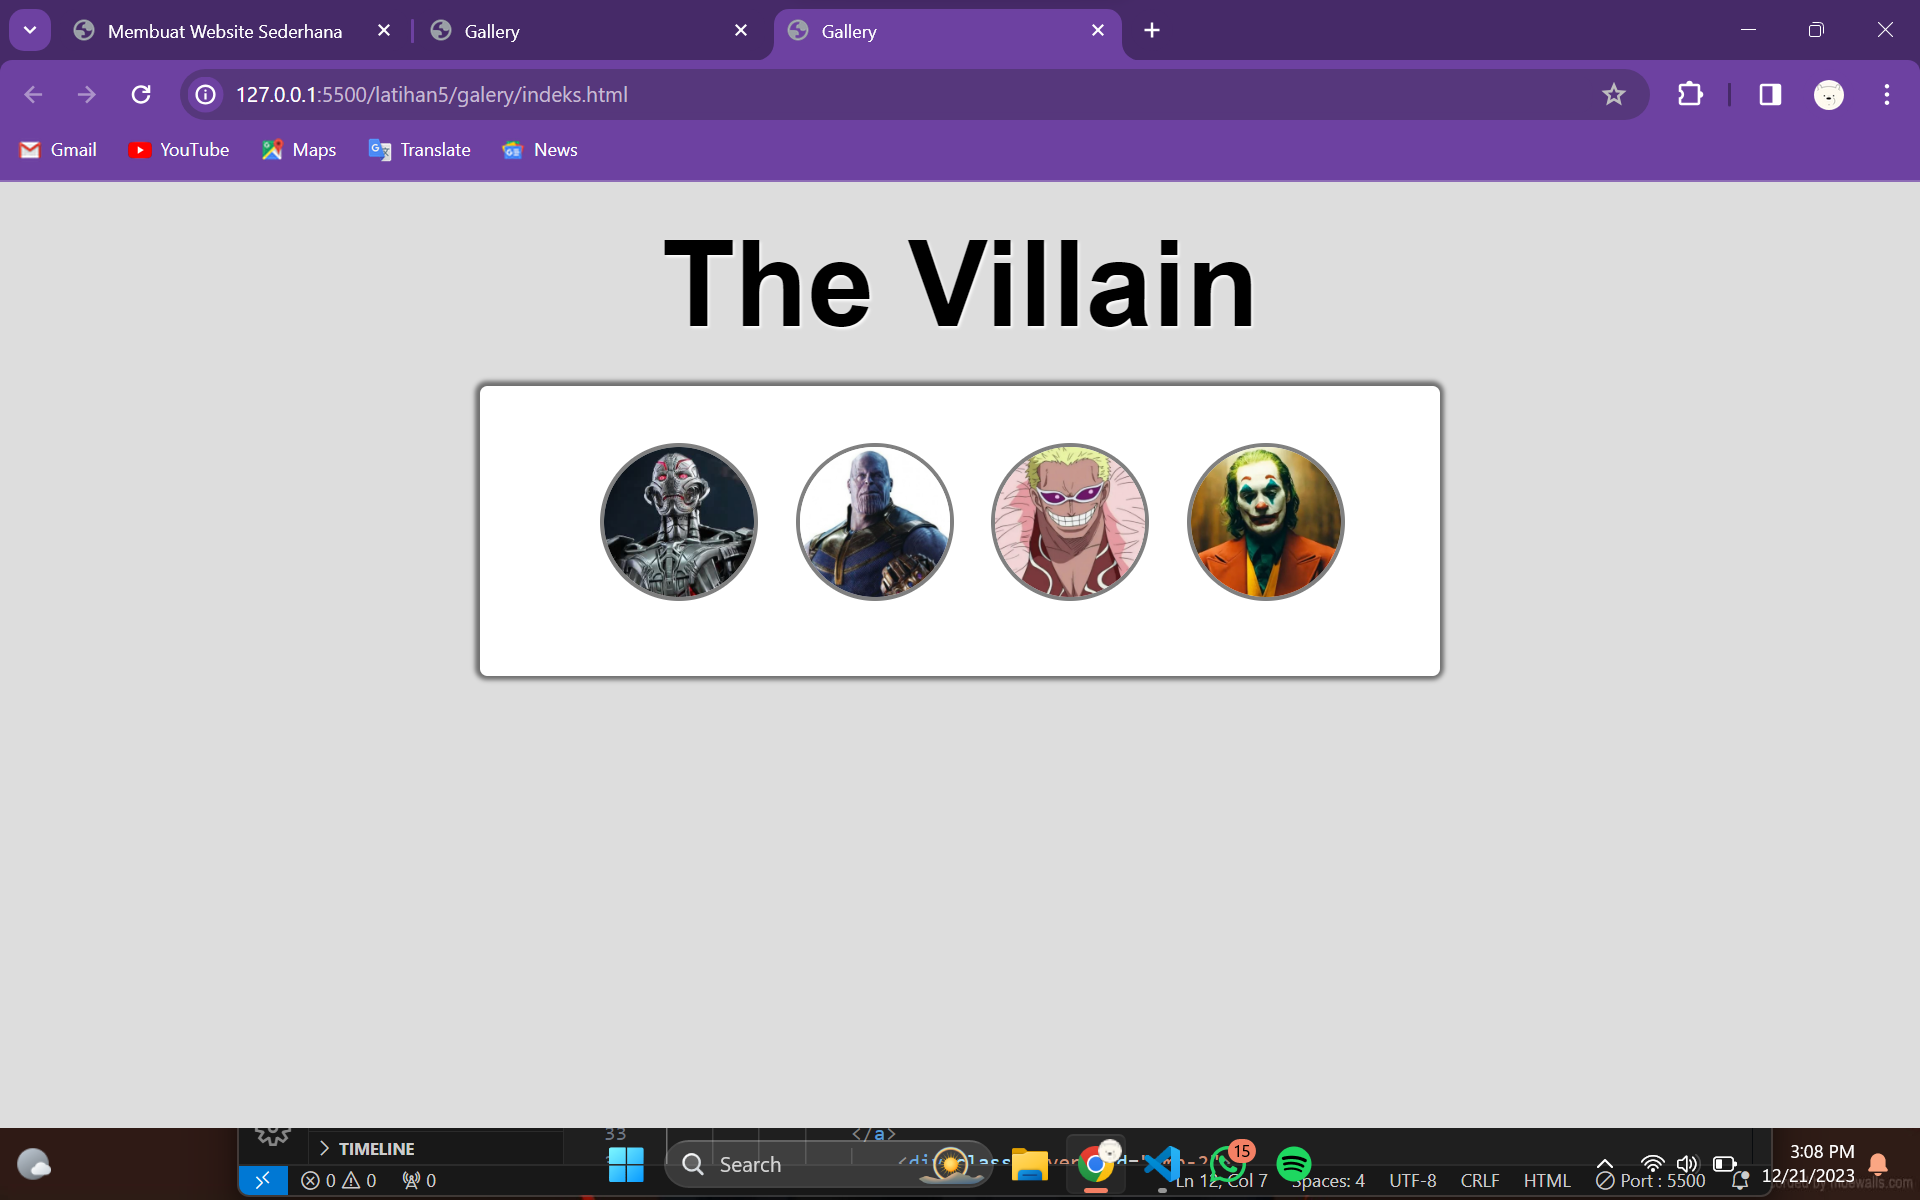 Membuat Website Sederhana
Gallery
Gallery
127.0.0.1:5500/latihan5/galery/indeks.html
Gmail
YouTube
Maps
Translate
News
The Villain
33
</a>
TIMELINE
Search
15
3:08 PM
0
0
0
Ln 12, Col 7
Spaces: 4
UTF-8
CRLF
HTML
Port : 5500
12/21/2023